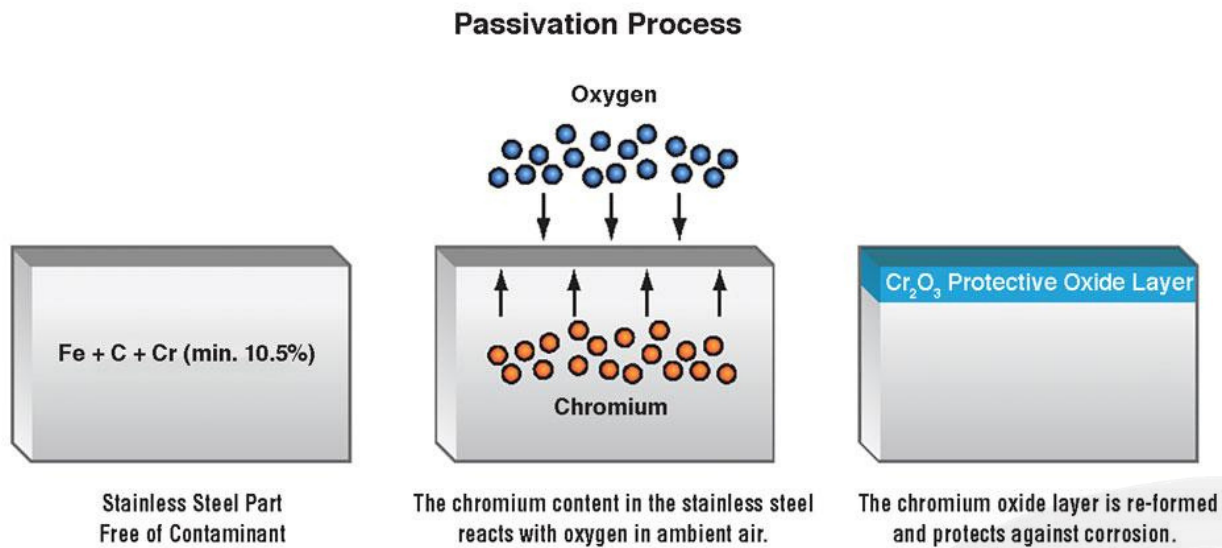 Passivation Process
Oxygen
Fe + C + Cr (min. 10.5%)
Chromium
Cr₂O₃ Protective Oxide Layer
Stainless Steel Part
Free of Contaminant
The chromium content in the stainless steel
reacts with oxygen in ambient air.
The chromium oxide layer is re-formed
and protects against corrosion.